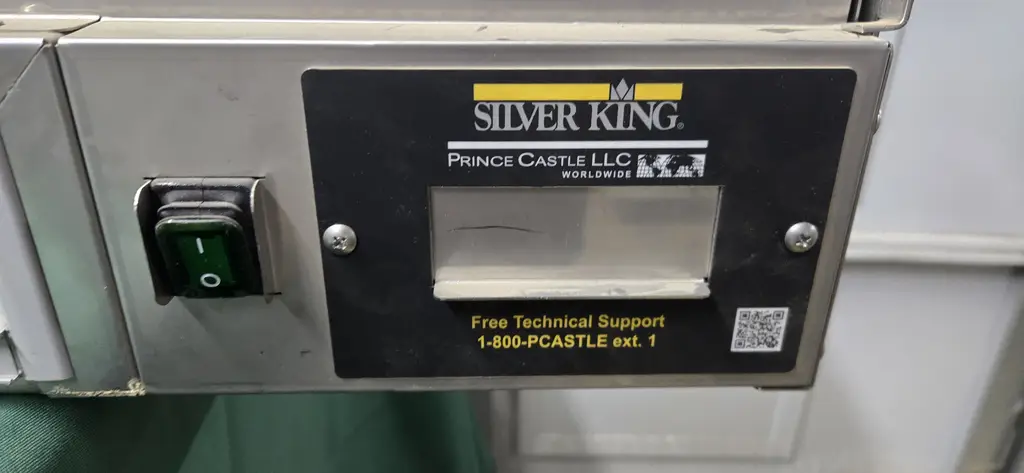 SILVER KING®
PRINCE CASTLE LLC
WORLDWIDE
I
O
Free Technical Support
1-800-PCASTLE ext. 1